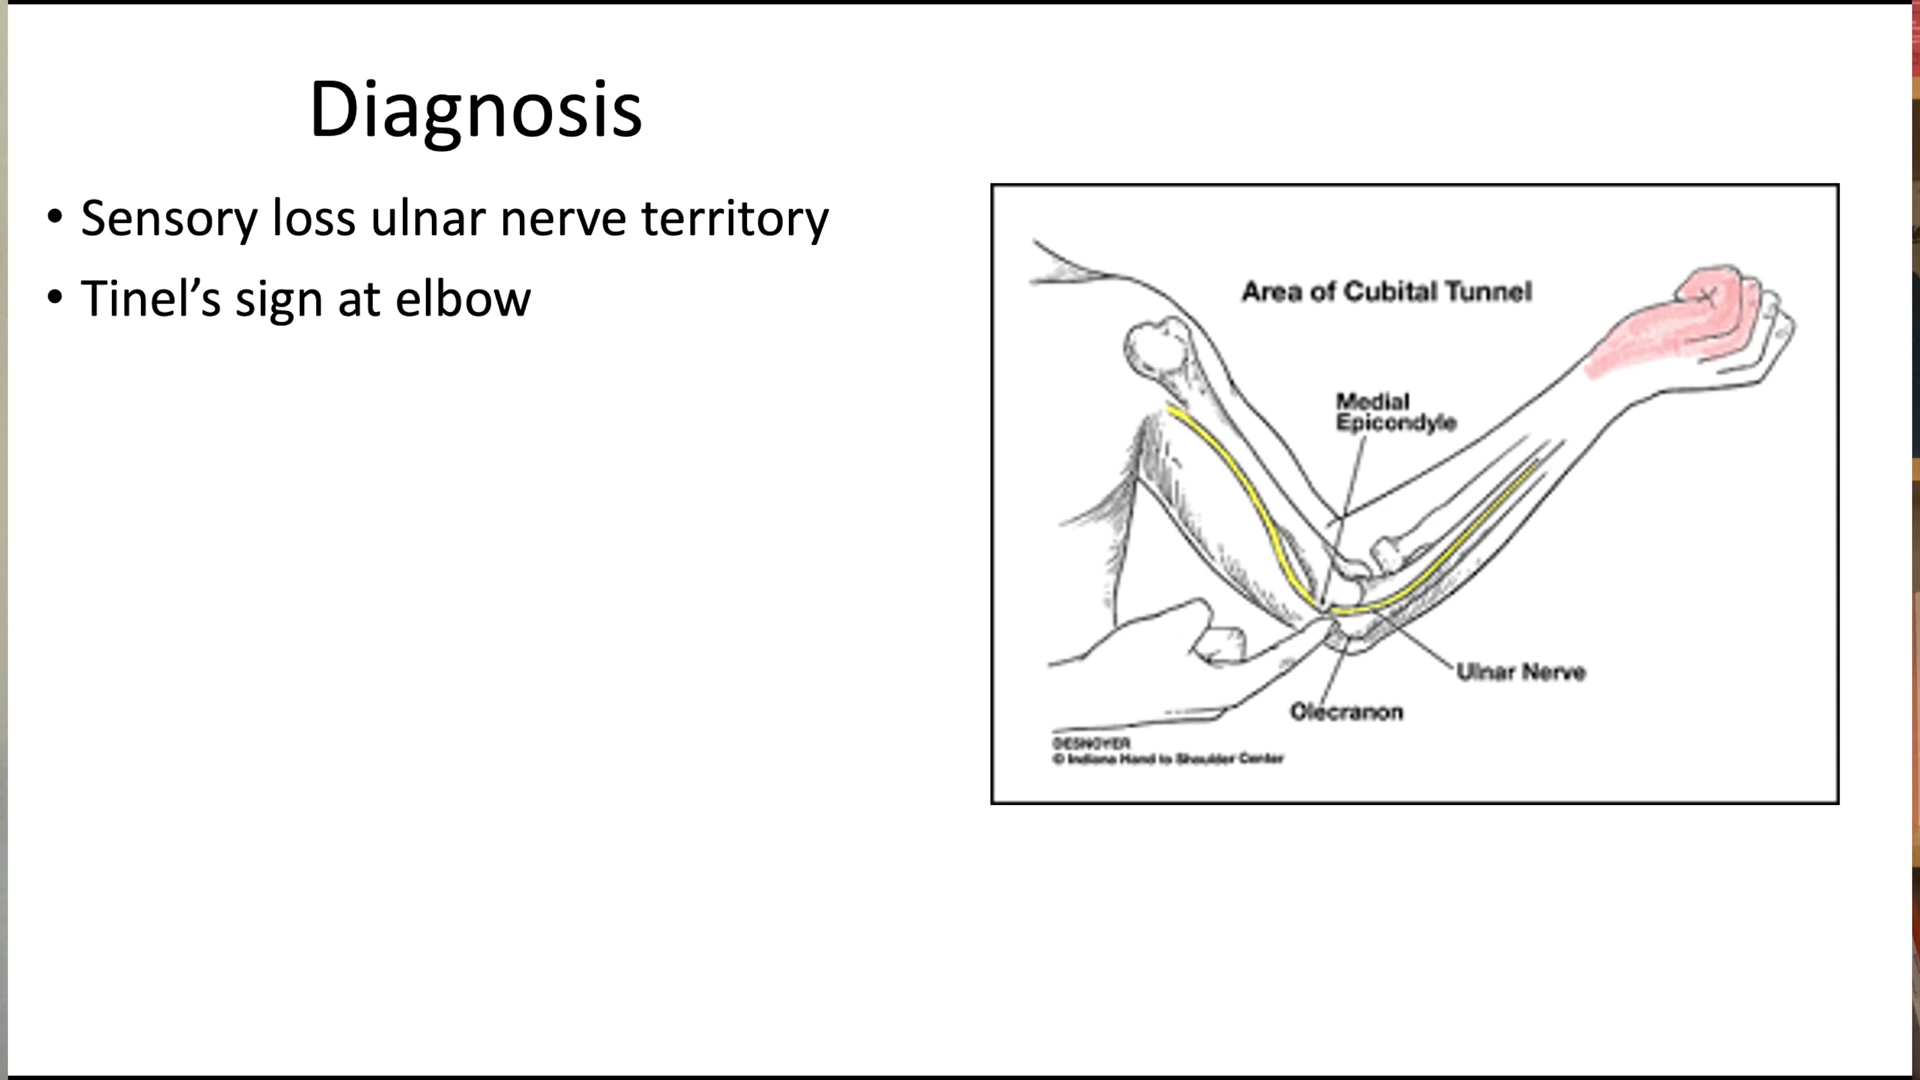 Diagnosis
• Sensory loss ulnar nerve territory
• Tinel’s sign at elbow
Area of Cubital Tunnel
Medial
Epicondyle
Ulnar Nerve
Olecranon
DESNOYER
© Indiana Hand to Shoulder Center